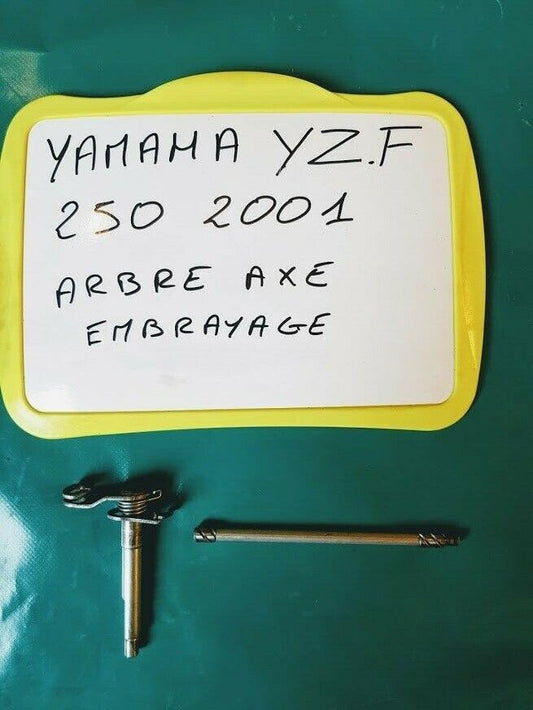 YAMAHA YZ.F
250 2001
ARBRE AXE
EMBRAYAGE